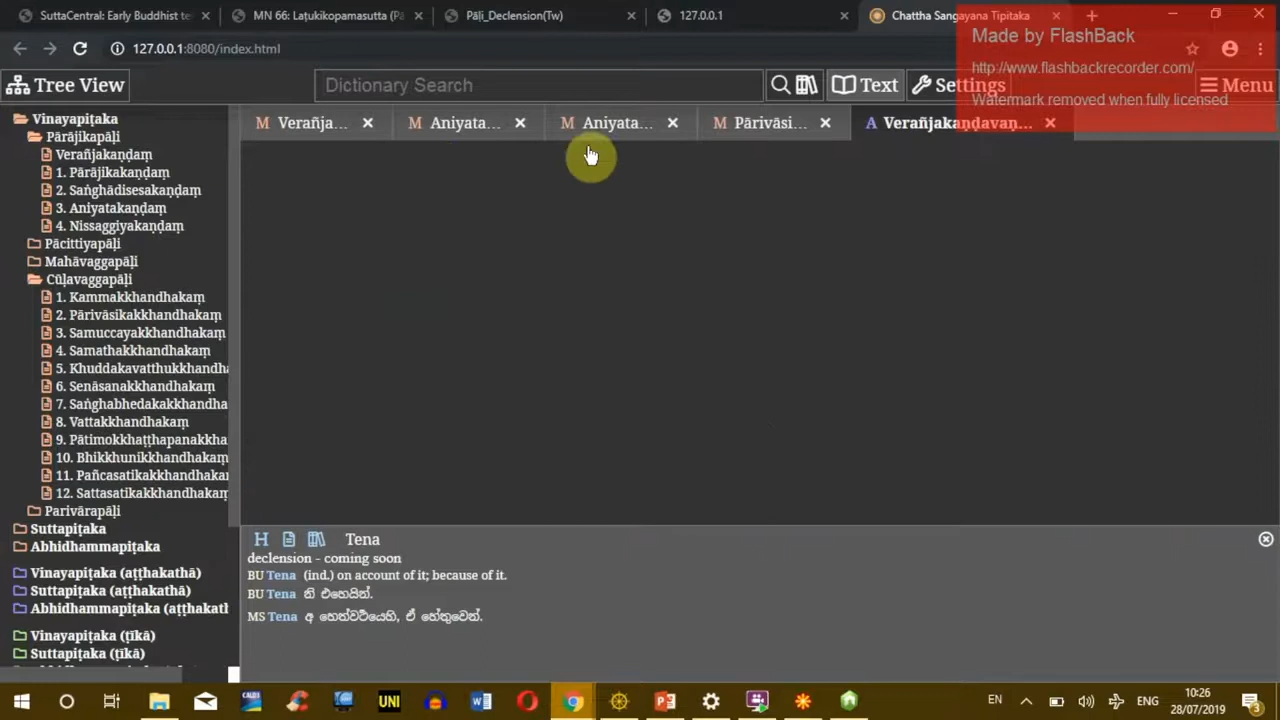 SuttaCentral: Early Buddhist te
MN 66: Laṭukikopamasutta (Pā
Pāḷi_Declension(Tw)
127.0.0.1
Chattha Sangayana Tipitaka
Made by FlashBack
127.0.0.1:8080/index.html
http://www.flashbackrecorder.com/
Tree View
Dictionary Search
Text
Settings
Menu
Watermark removed when fully licensed
Vinayapiṭaka
M Verañja...
M Aniyata...
M Aniyata...
M Pārivāsi...
A Verañjakaṇḍavaṇ...
Pārājikapāḷi
Verañjakaṇḍaṃ
1. Pārājikakaṇḍaṃ
2. Saṅghādisesakaṇḍaṃ
3. Aniyatakaṇḍaṃ
4. Nissaggiyakaṇḍaṃ
Pācittiyapāḷi
Mahāvaggapāḷi
Cūḷavaggapāḷi
1. Kammakkhandhakaṃ
2. Pārivāsikakkhandhakaṃ
3. Samuccayakkhandhakaṃ
4. Samathakkhandhakaṃ
5. Khuddakavatthukkhandha
6. Senāsanakkhandhakaṃ
7. Saṅghabhedakakkhandha
8. Vattakkhandhakaṃ
9. Pātimokkhaṭṭhapanakkha
10. Bhikkhunikkhandhakaṃ
11. Pañcasatikakkhandhakaṃ
12. Sattasatikakkhandhakaṃ
Parivārapāḷi
Suttapiṭaka
Abhidhammapiṭaka
Vinayapiṭaka (aṭṭhakathā)
Suttapiṭaka (aṭṭhakathā)
Abhidhammapiṭaka (aṭṭhakatl
Vinayapiṭaka (ṭīkā)
Suttapiṭaka (ṭīkā)
H Tena
declension - coming soon
BU Tena (ind.) on account of it; because of it.
BU Tena නි එහෙයින්.
MS Tena අ හෙත්වර්‍ථයෙහි, ඒ හේතුවෙන්.
UNI
EN
ENG
10:26
28/07/2019
3